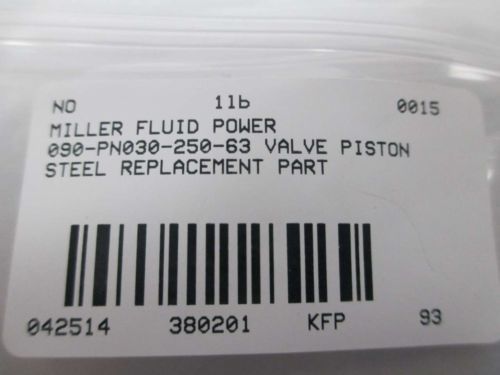 NO 1lb 0015
MILLER FLUID POWER
090-PN030-250-63 VALVE PISTON
STEEL REPLACEMENT PART
042514 380201 KFP 93